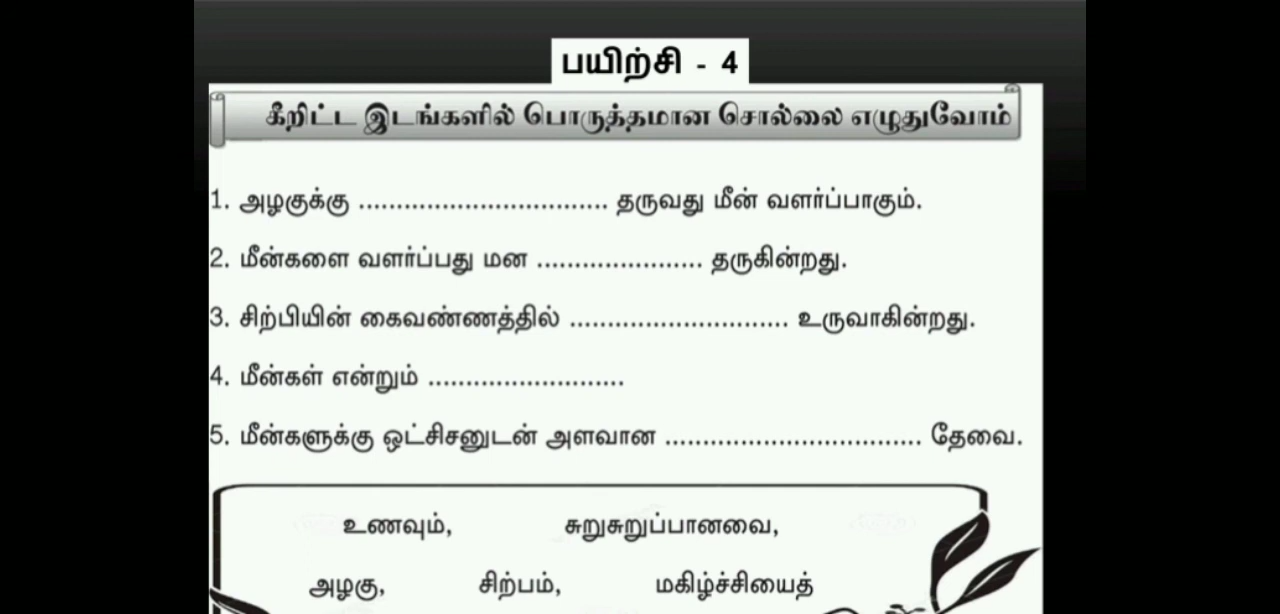 பயிற்சி - 4
கீறிட்ட இடங்களில் பொருத்தமான சொல்லை எழுதுவோம்
1. அழகுக்கு ................................. தருவது மீன் வளர்ப்பாகும்.
2. மீன்களை வளர்ப்பது மன ...................... தருகின்றது.
3. சிற்பியின் கைவண்ணத்தில் ............................. உருவாகின்றது.
4. மீன்கள் என்றும் ..........................
5. மீன்களுக்கு ஒட்சிசனுடன் அளவான .................................. தேவை.
உணவும், சுறுசுறுப்பானவை,
அழகு, சிற்பம், மகிழ்ச்சியைத்